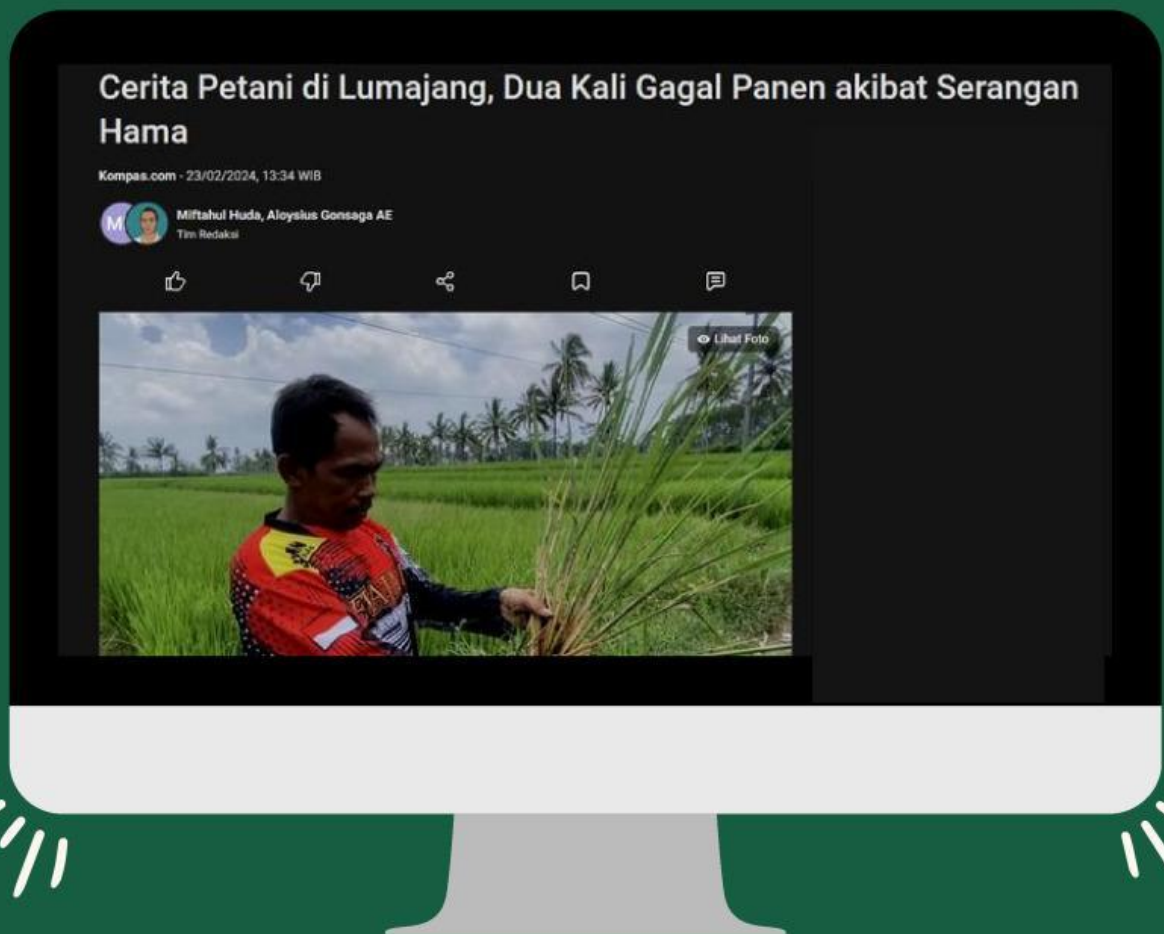 Cerita Petani di Lumajang, Dua Kali Gagal Panen akibat Serangan
Hama
Kompas.com - 23/02/2024, 13:34 WIB
M
Miftahul Huda, Aloysius Gonsaga AE
Tim Redaksi
Lihat Foto